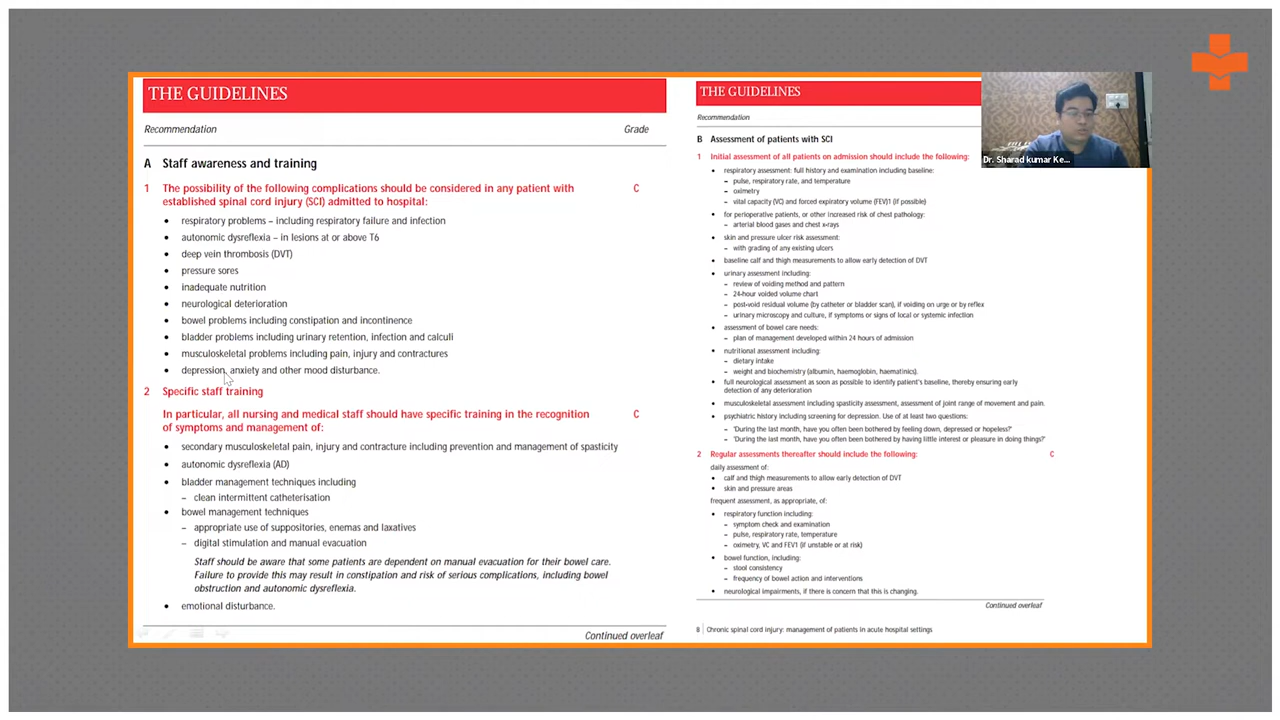 THE GUIDELINES
Recommendation Grade
A Staff awareness and training
1 The possibility of the following complications should be considered in any patient with C
established spinal cord injury (SCI) admitted to hospital:
• respiratory problems – including respiratory failure and infection
• autonomic dysreflexia – in lesions at or above T6
• deep vein thrombosis (DVT)
• pressure sores
• inadequate nutrition
• neurological deterioration
• bowel problems including constipation and incontinence
• bladder problems including urinary retention, infection and calculi
• musculoskeletal problems including pain, injury and contractures
• depression, anxiety and other mood disturbance.
2 Specific staff training
In particular, all nursing and medical staff should have specific training in the recognition C
of symptoms and management of:
• secondary musculoskeletal pain, injury and contracture including prevention and management of spasticity
• autonomic dysreflexia (AD)
• bladder management techniques including
– clean intermittent catheterisation
• bowel management techniques
– appropriate use of suppositories, enemas and laxatives
– digital stimulation and manual evacuation
Staff should be aware that some patients are dependent on manual evacuation for their bowel care.
Failure to provide this may result in constipation and risk of serious complications, including bowel
obstruction and autonomic dysreflexia.
• emotional disturbance.
Continued overleaf
THE GUIDELINES
Recommendation
B Assessment of patients with SCI
1 Initial assessment of all patients on admission should include the following:
• respiratory assessment: full history and examination including baseline:
– pulse, respiratory rate, and temperature
– oximetry
– vital capacity (VC) and forced expiratory volume (FEV)1 (if possible)
• for perioperative patients, or other increased risk of chest pathology:
– arterial blood gases and chest x-rays
• skin and pressure ulcer risk assessment:
– with grading of any existing ulcers
• baseline calf and thigh measurements to allow early detection of DVT
• urinary assessment including:
– review of voiding method and pattern
– 24-hour voided volume chart
– post-void residual volume (by catheter or bladder scan), if voiding on urge or by reflex
– urinary microscopy and culture, if symptoms or signs of local or systemic infection
• assessment of bowel care needs:
– plan of management developed within 24 hours of admission
• nutritional assessment including:
– dietary intake
– weight and biochemistry (albumin, haemoglobin, haematinics).
• full neurological assessment as soon as possible to identify patient's baseline, thereby ensuring early
detection of any deterioration
• musculoskeletal assessment including spasticity assessment, assessment of joint range of movement and pain.
• psychiatric history including screening for depression. Use of at least two questions:
– 'During the last month, have you often been bothered by feeling down, depressed or hopeless?'
– 'During the last month, have you often been bothered by having little interest or pleasure in doing things?'
2 Regular assessments thereafter should include the following: C
daily assessment of:
• calf and thigh measurements to allow early detection of DVT
• skin and pressure areas
frequent assessment, as appropriate, of:
• respiratory function including:
– symptom check and examination
– pulse, respiratory rate, temperature
– oximetry, VC and FEV1 (if unstable or at risk)
• bowel function, including:
– stool consistency
– frequency of bowel action and interventions
• neurological impairments, if there is concern that this is changing.
Continued overleaf
8 Chronic spinal cord injury: management of patients in acute hospital settings
Dr. Sharad kumar Ke...